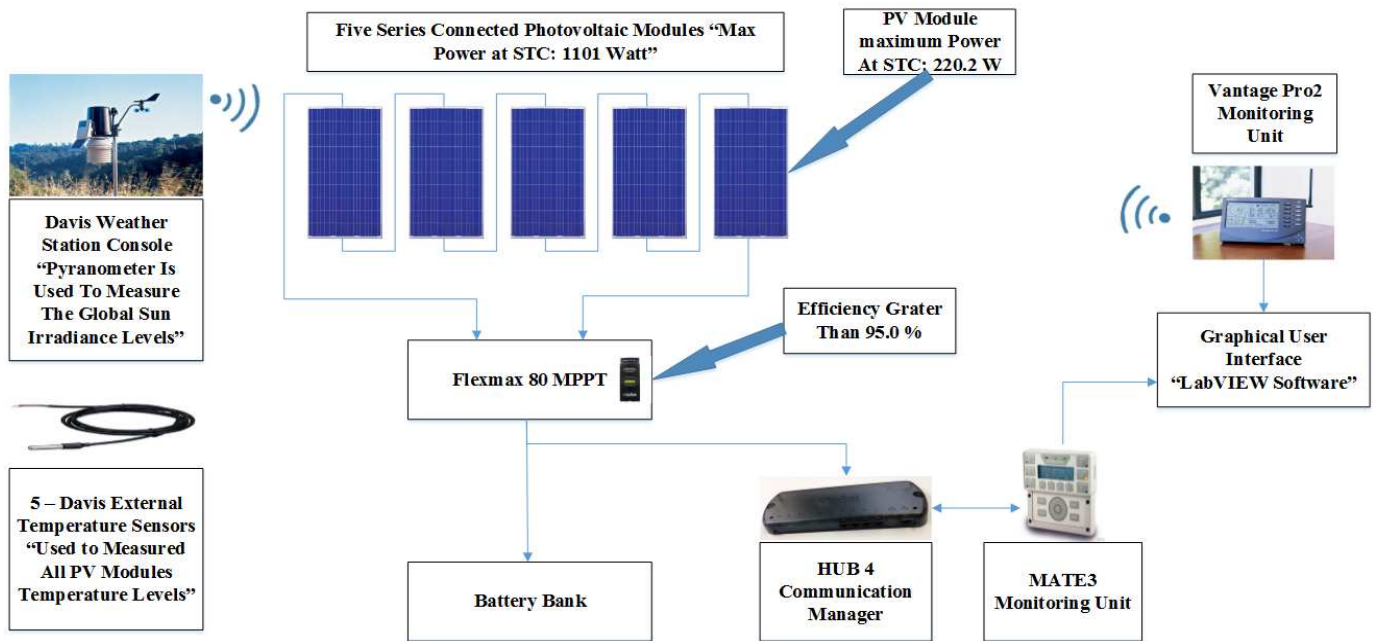 Five Series Connected Photovoltaic Modules “Max
Power at STC: 1101 Watt”
PV Module
maximum Power
At STC: 220.2 W
Vantage Pro2
Monitoring
Unit
Davis Weather
Station Console
“Pyranometer Is
Used To Measure
The Global Sun
Irradiance Levels”
Efficiency Grater
Than 95.0 %
Graphical User
Interface
“LabVIEW Software”
Flexmax 80 MPPT
5 – Davis External
Temperature Sensors
“Used to Measured
All PV Modules
Temperature Levels”
Battery Bank
HUB 4
Communication
Manager
MATE3
Monitoring Unit